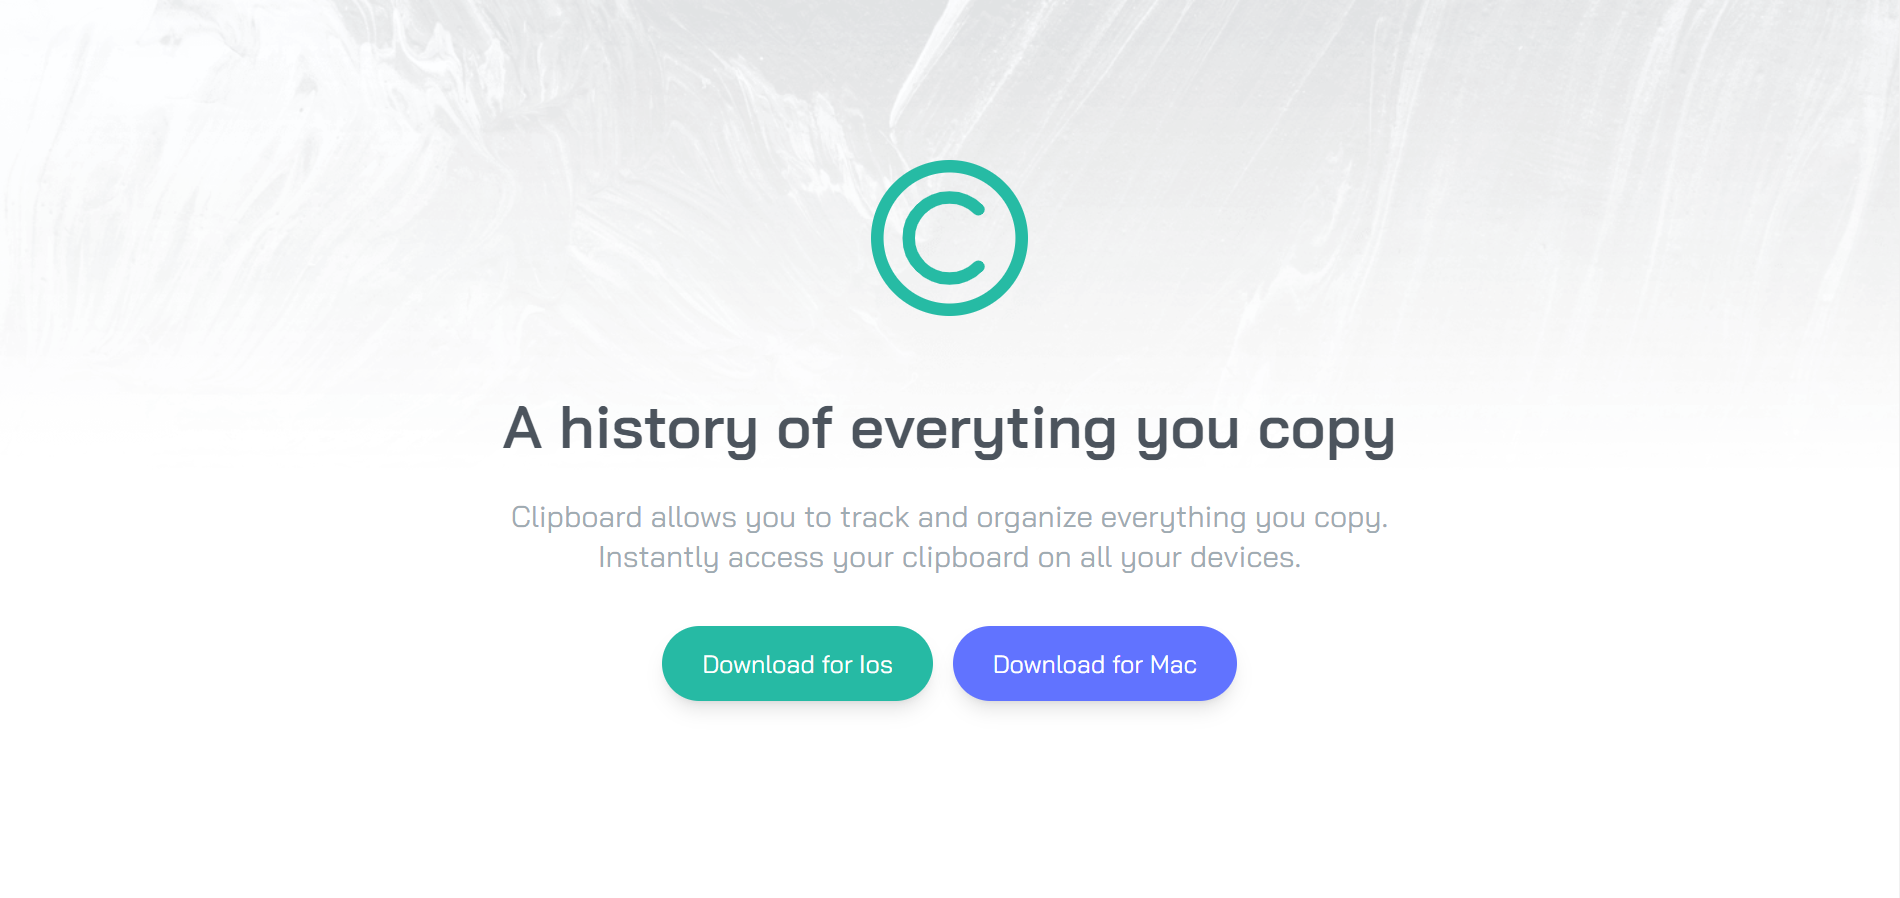 A history of everyting you copy
Clipboard allows you to track and organize everything you copy.
Instantly access your clipboard on all your devices.
Download for Ios
Download for Mac